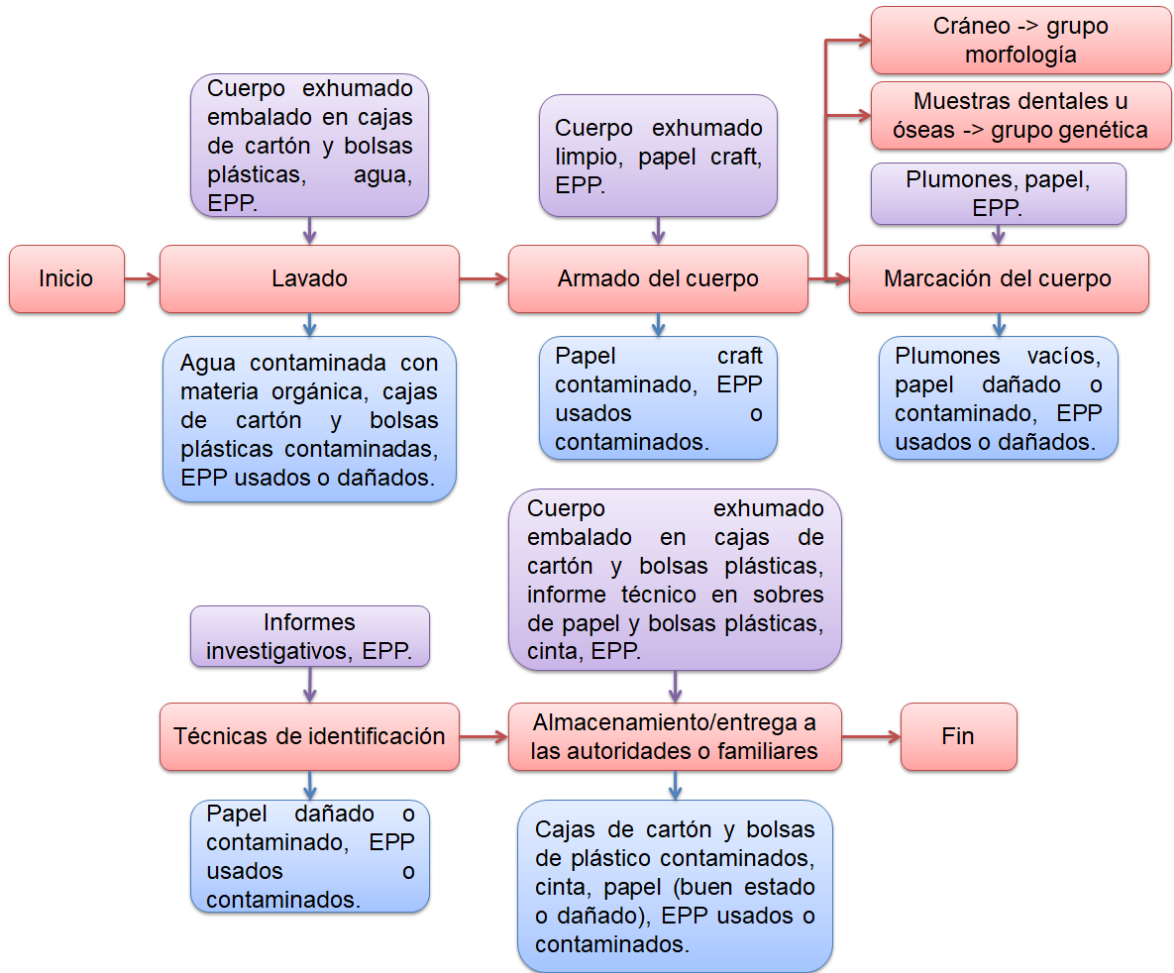 Cráneo -> grupo
morfología
Muestras dentales u
óseas -> grupo genética
Cuerpo exhumado
embalado en cajas
de cartón y bolsas
plásticas, agua,
EPP.
Cuerpo exhumado
limpio, papel craft,
EPP.
Plumones, papel,
EPP.
Inicio
Lavado
Armado del cuerpo
Marcación del cuerpo
Agua contaminada con
materia orgánica, cajas
de cartón y bolsas
plásticas contaminadas,
EPP usados o dañados.
Papel craft
contaminado, EPP
usados o
contaminados.
Plumones vacíos,
papel dañado o
contaminado, EPP
usados o dañados.
Informes
investigativos, EPP.
Cuerpo exhumado
embalado en cajas de
cartón y bolsas plásticas,
informe técnico en sobres
de papel y bolsas plásticas,
cinta, EPP.
Técnicas de identificación
Almacenamiento/entrega a
las autoridades o familiares
Fin
Papel dañado o
contaminado, EPP
usados o
contaminados.
Cajas de cartón y bolsas
de plástico contaminados,
cinta, papel (buen estado
o dañado), EPP usados o
contaminados.